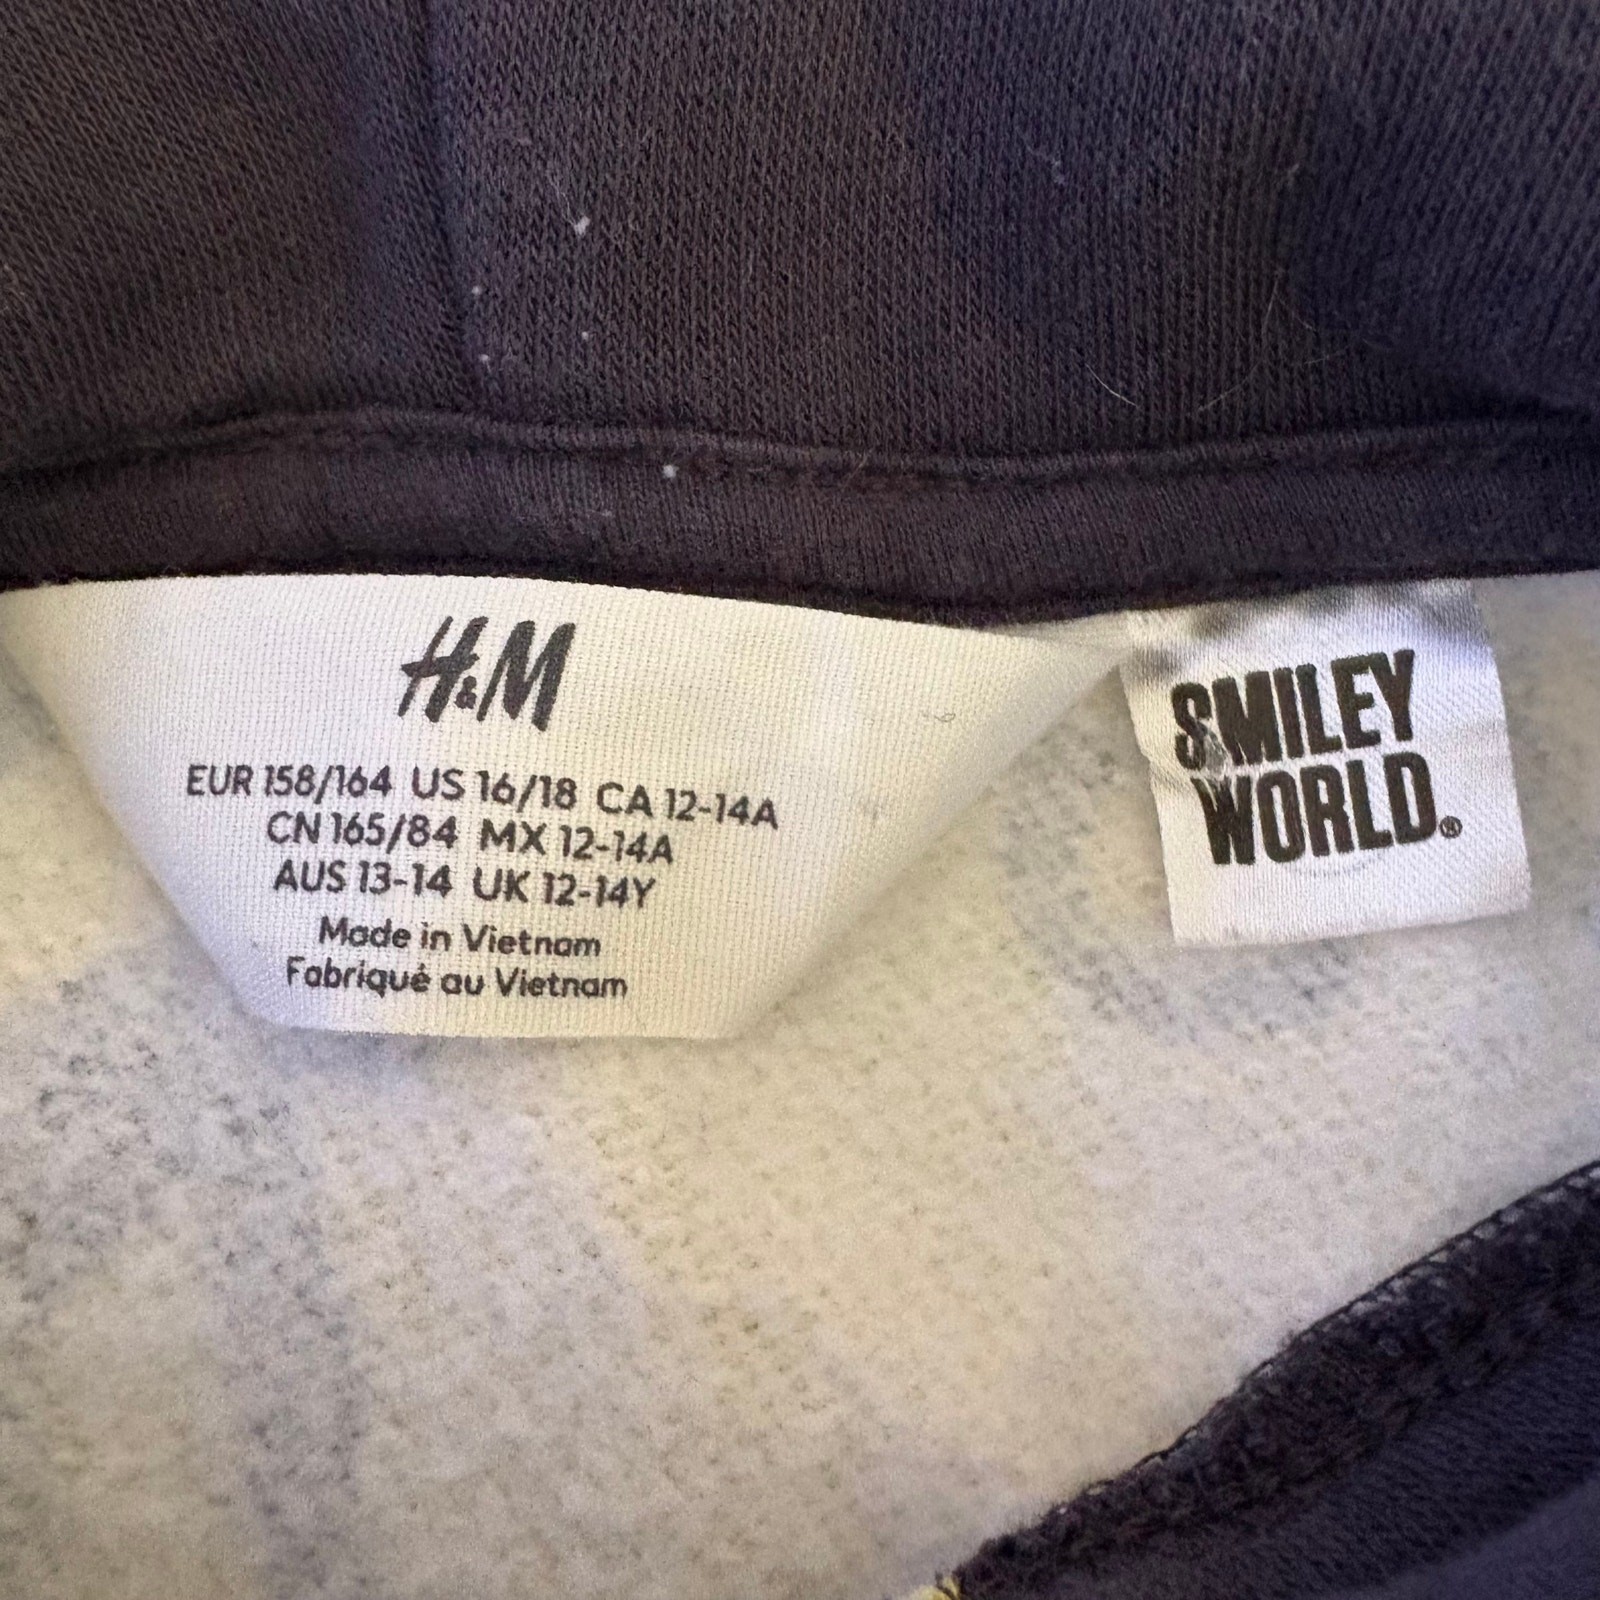 H&M
EUR 158/164 US 16/18 CA 12-14A
CN 165/84 MX 12-14A
AUS 13-14 UK 12-14Y
Made in Vietnam
Fabriqué au Vietnam
SMILEY
WORLD®